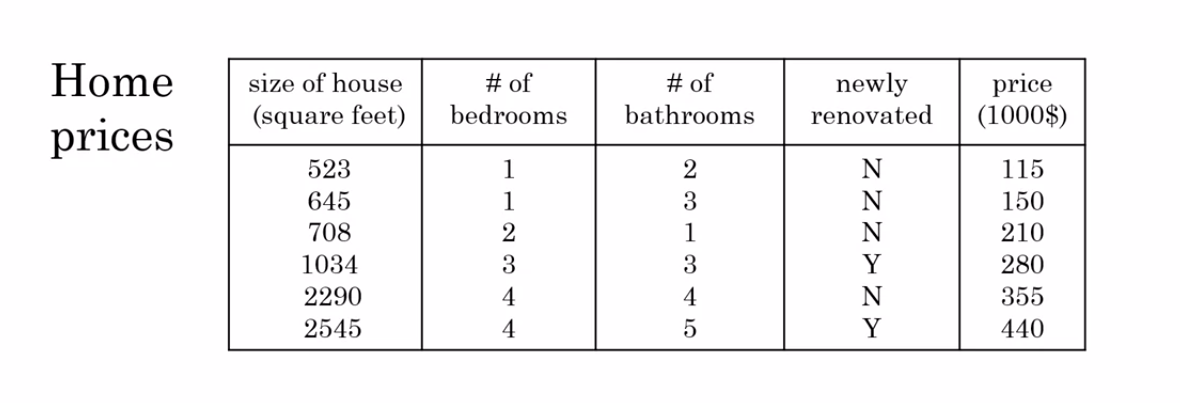 Home
prices
size of house # of # of newly price
(square feet) bedrooms bathrooms renovated (1000$)
523 1 2 N 115
645 1 3 N 150
708 2 1 N 210
1034 3 3 Y 280
2290 4 4 N 355
2545 4 5 Y 440